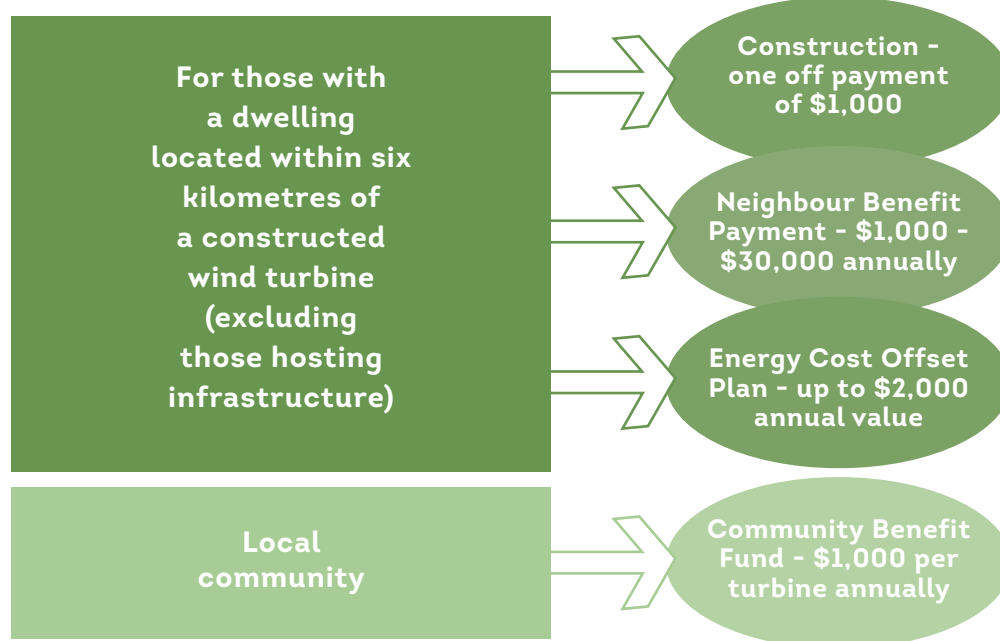 For those with
a dwelling
located within six
kilometres of
a constructed
wind turbine
(excluding
those hosting
infrastructure)
Construction -
one off payment
of $1,000
Neighbour Benefit
Payment - $1,000 -
$30,000 annually
Energy Cost Offset
Plan - up to $2,000
annual value
Local
community
Community Benefit
Fund - $1,000 per
turbine annually